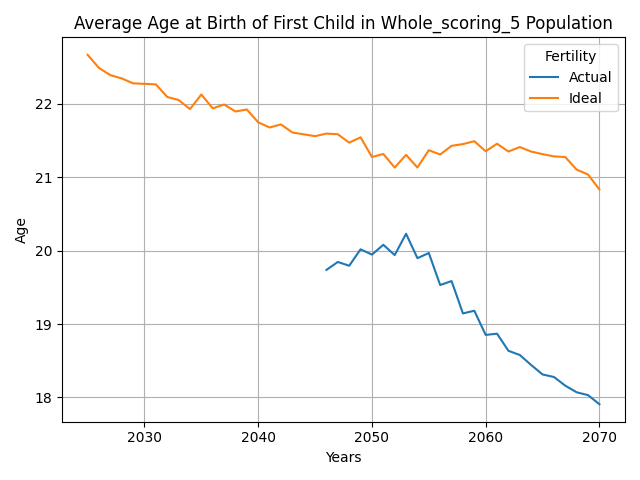 Average Age at Birth of First Child in Whole_scoring_5 Population
Fertility
Actual
Ideal
22
21
20
19
18
Age
2030 2040 2050 2060 2070
Years